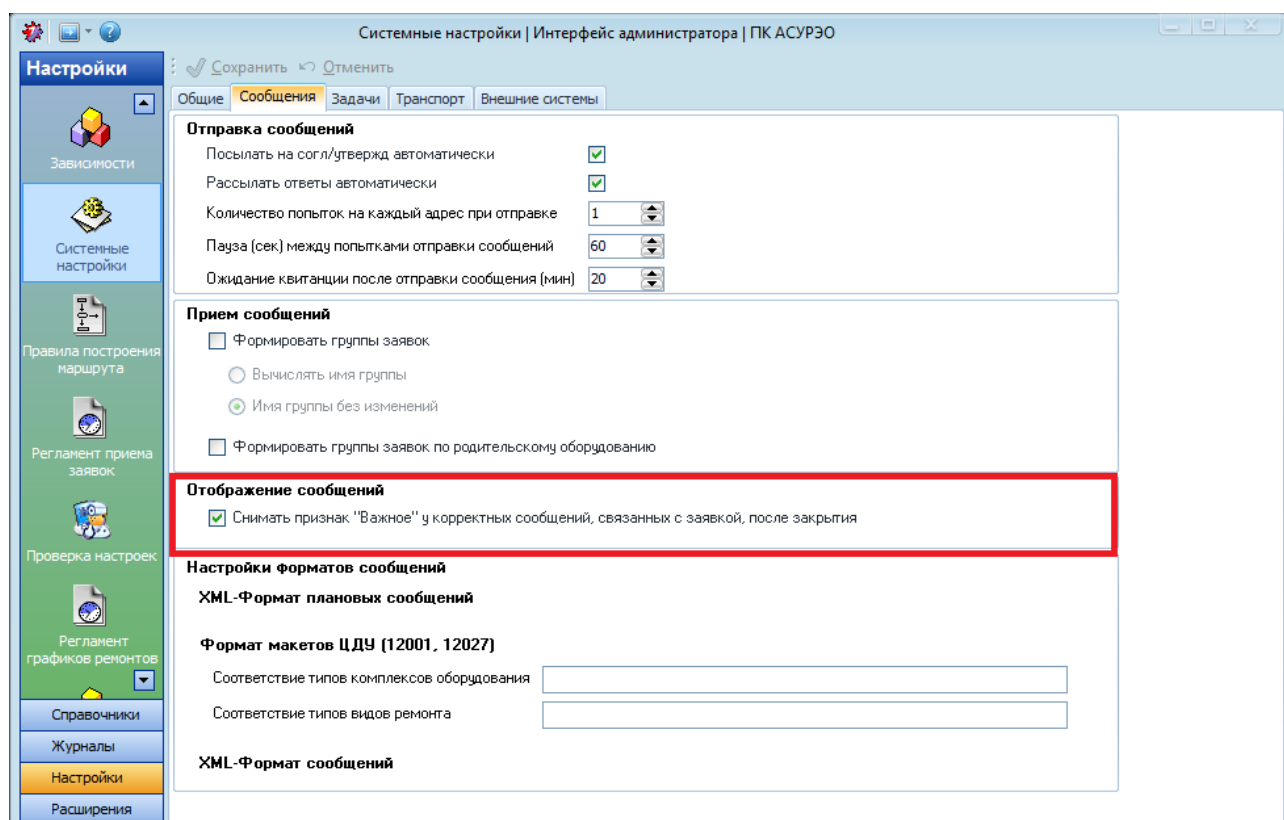 Системные настройки | Интерфейс администратора | ПК АСУРЭО
Настройки
Сохранить Отменить
Общие Сообщения Задачи Транспорт Внешние системы
Зависимости
Системные
настройки
Правила построения
маршрута
Регламент приема
заявок
Проверка настроек
Регламент
графиков ремонтов
Справочники
Журналы
Настройки
Расширения
Отправка сообщений
Посылать на согл/утвержд автоматически
Рассылать ответы автоматически
Количество попыток на каждый адрес при отправке 1
Пауза (сек) между попытками отправки сообщений 60
Ожидание квитанции после отправки сообщения (мин) 20
Прием сообщений
Формировать группы заявок
Вычислять имя группы
Имя группы без изменений
Формировать группы заявок по родительскому оборудованию
Отображение сообщений
Снимать признак "Важное" у корректных сообщений, связанных с заявкой, после закрытия
Настройки форматов сообщений
XML-Формат плановых сообщений
Формат макетов ЦДУ (12001, 12027)
Соответствие типов комплексов оборудования
Соответствие типов видов ремонта
XML-Формат сообщений